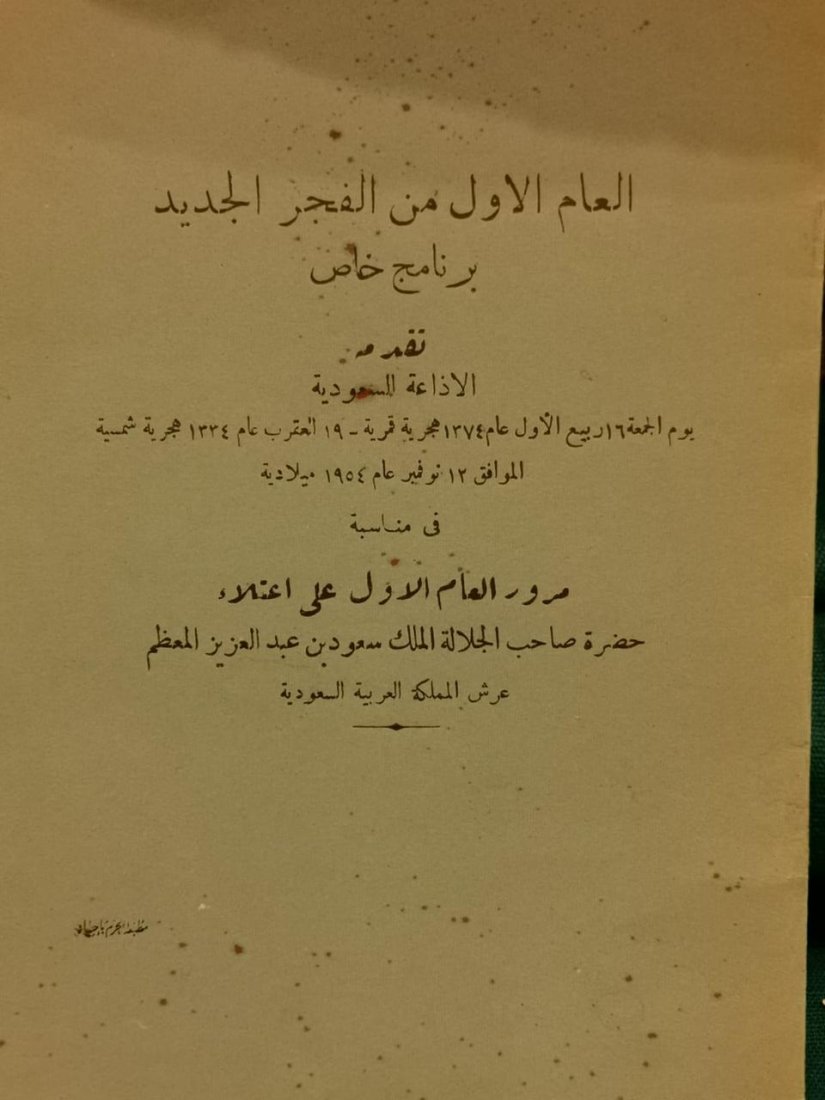 العام الاول من الفجر الجديد
برنامج خاص
تقدمه
الاذاعة السعودية
يوم الجمعة ١٦ ربيع الأول عام ١٣٧٤ هجرية قمرية - ١٩ العقرب عام ١٣٣٤ هجرية شمسية
الموافق ١٢ نوفمبر عام ١٩٥٤ ميلادية
فى مناسبة
مرور العام الاول على اعتلاء
حضرة صاحب الجلالة الملك سعود بن عبد العزيز المعظم
عرش المملكة العربية السعودية
مطبعة الحرم